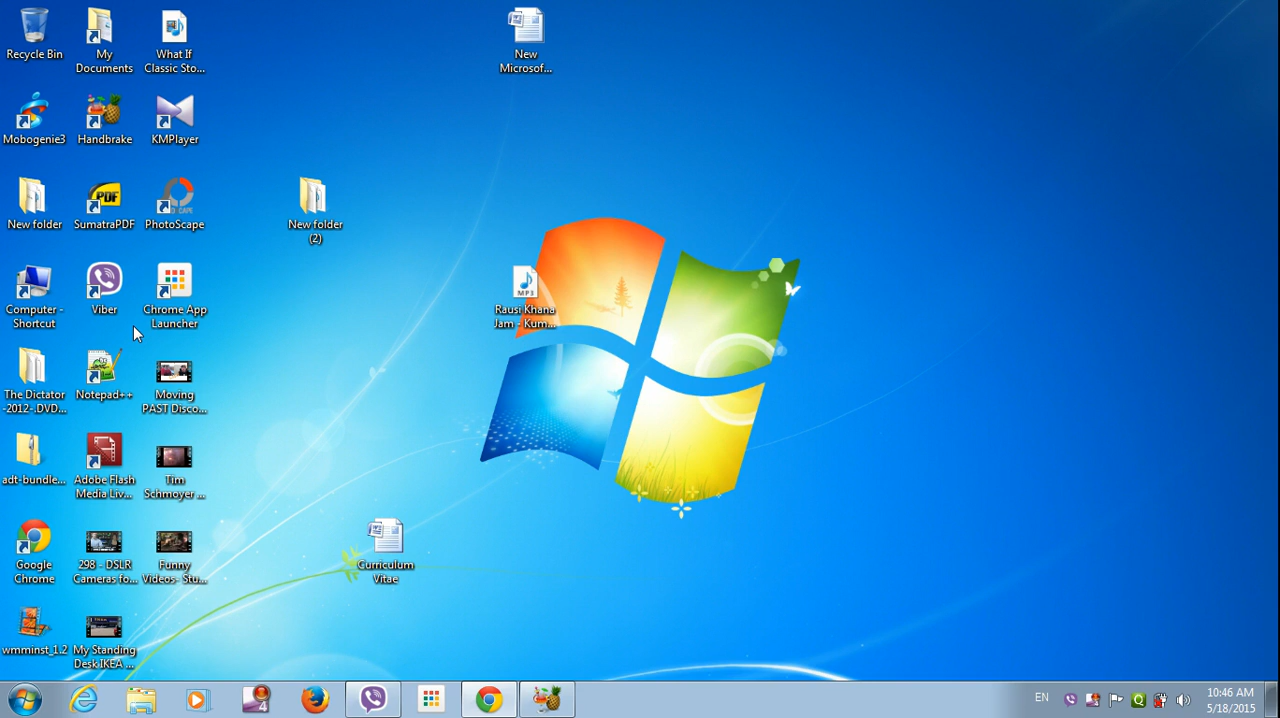 Recycle Bin
My
Documents
What If
Classic Sto...
New
Microsof...
Mobogenie3
Handbrake
KMPlayer
New folder
SumatraPDF
PhotoScape
New folder
(2)
PDF
Computer -
Shortcut
Viber
Chrome App
Launcher
MP3
Rausi Khana
Jam - Kum...
The Dictator
-2012-.DVD...
Notepad++
Moving
PAST Disco...
adt-bundle...
Adobe Flash
Media Liv...
Tim
Schmoyer ...
Google
Chrome
298 - DSLR
Cameras fo...
Funny
Videos- Stu...
Curriculum
Vitae
wmminst_1.2
My Standing
Desk IKEA ...
4
EN
10:46 AM
5/18/2015